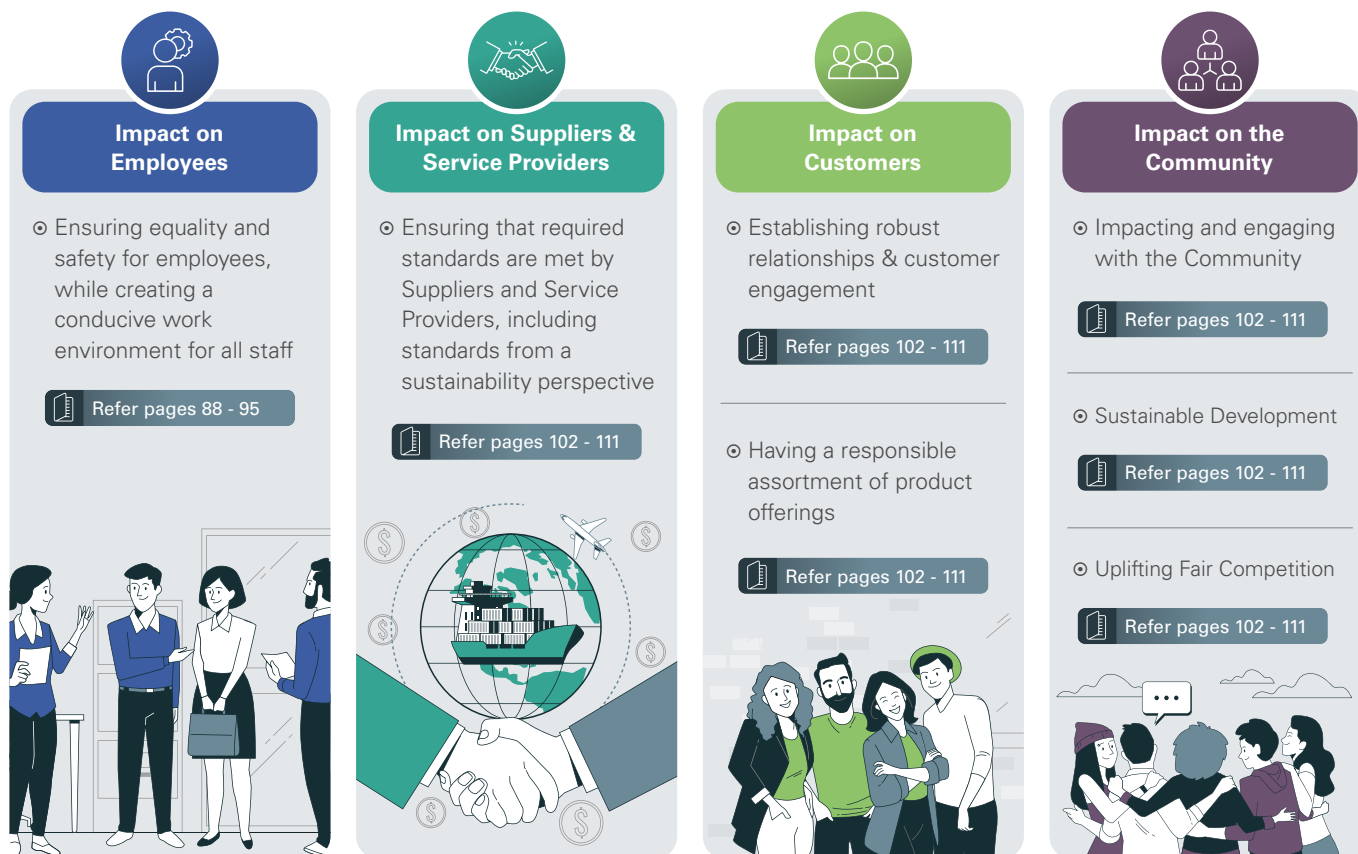 Impact on
Employees
Ensuring equality and
safety for employees,
while creating a
conducive work
environment for all staff
Refer pages 88 - 95
Impact on Suppliers &
Service Providers
Ensuring that required
standards are met by
Suppliers and Service
Providers, including
standards from a
sustainability perspective
Refer pages 102 - 111
Impact on
Customers
Establishing robust
relationships & customer
engagement
Refer pages 102 - 111
Having a responsible
assortment of product
offerings
Refer pages 102 - 111
Impact on the
Community
Impacting and engaging
with the Community
Refer pages 102 - 111
Sustainable Development
Refer pages 102 - 111
Uplifting Fair Competition
Refer pages 102 - 111